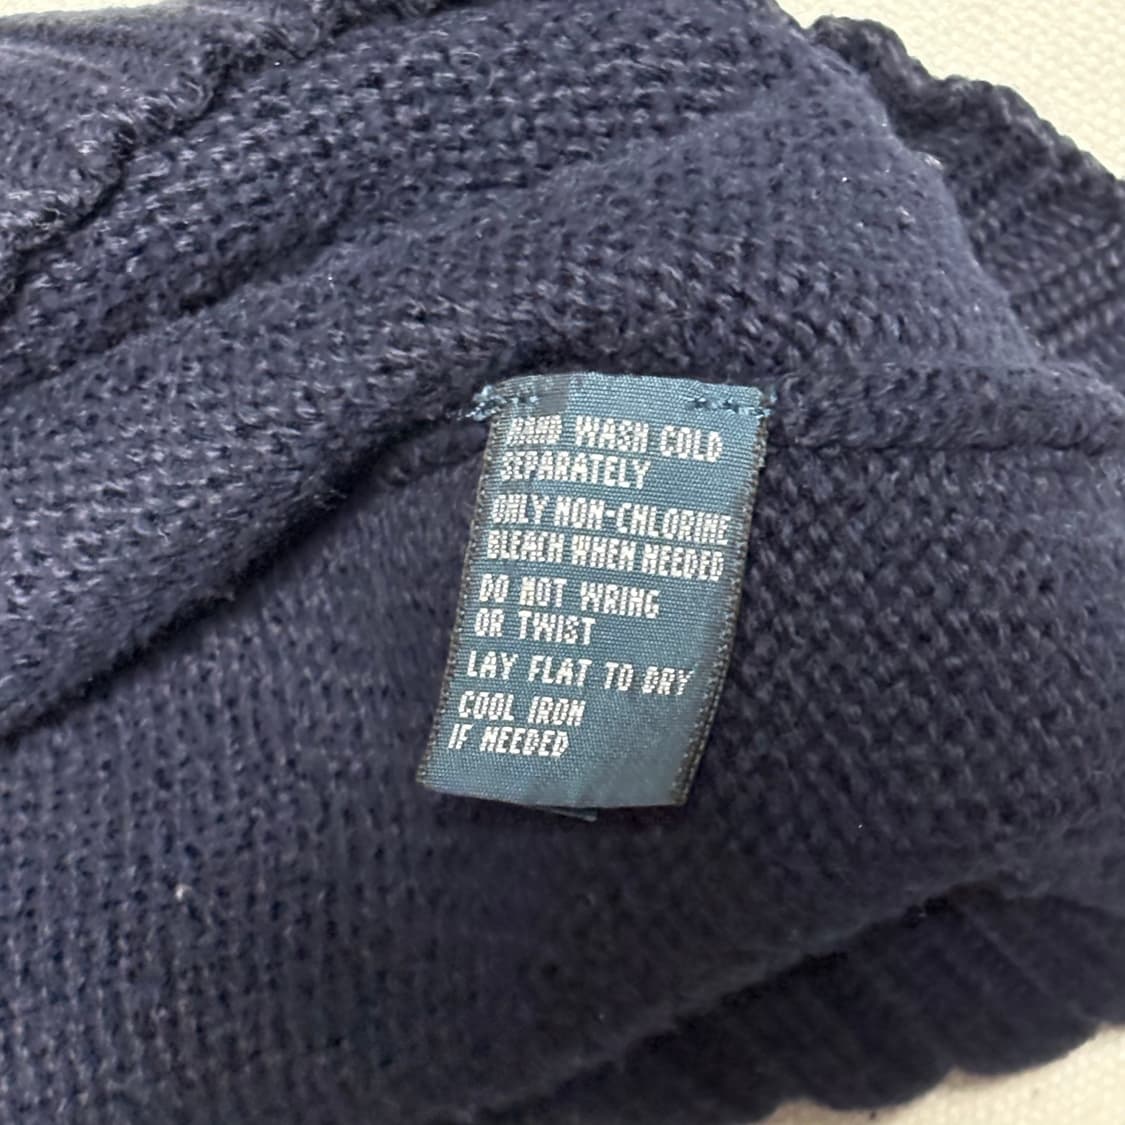 HAND WASH COLD
SEPARATELY
ONLY NON-CHLORINE
BLEACH WHEN NEEDED
DO NOT WRING
OR TWIST
LAY FLAT TO DRY
COOL IRON
IF NEEDED